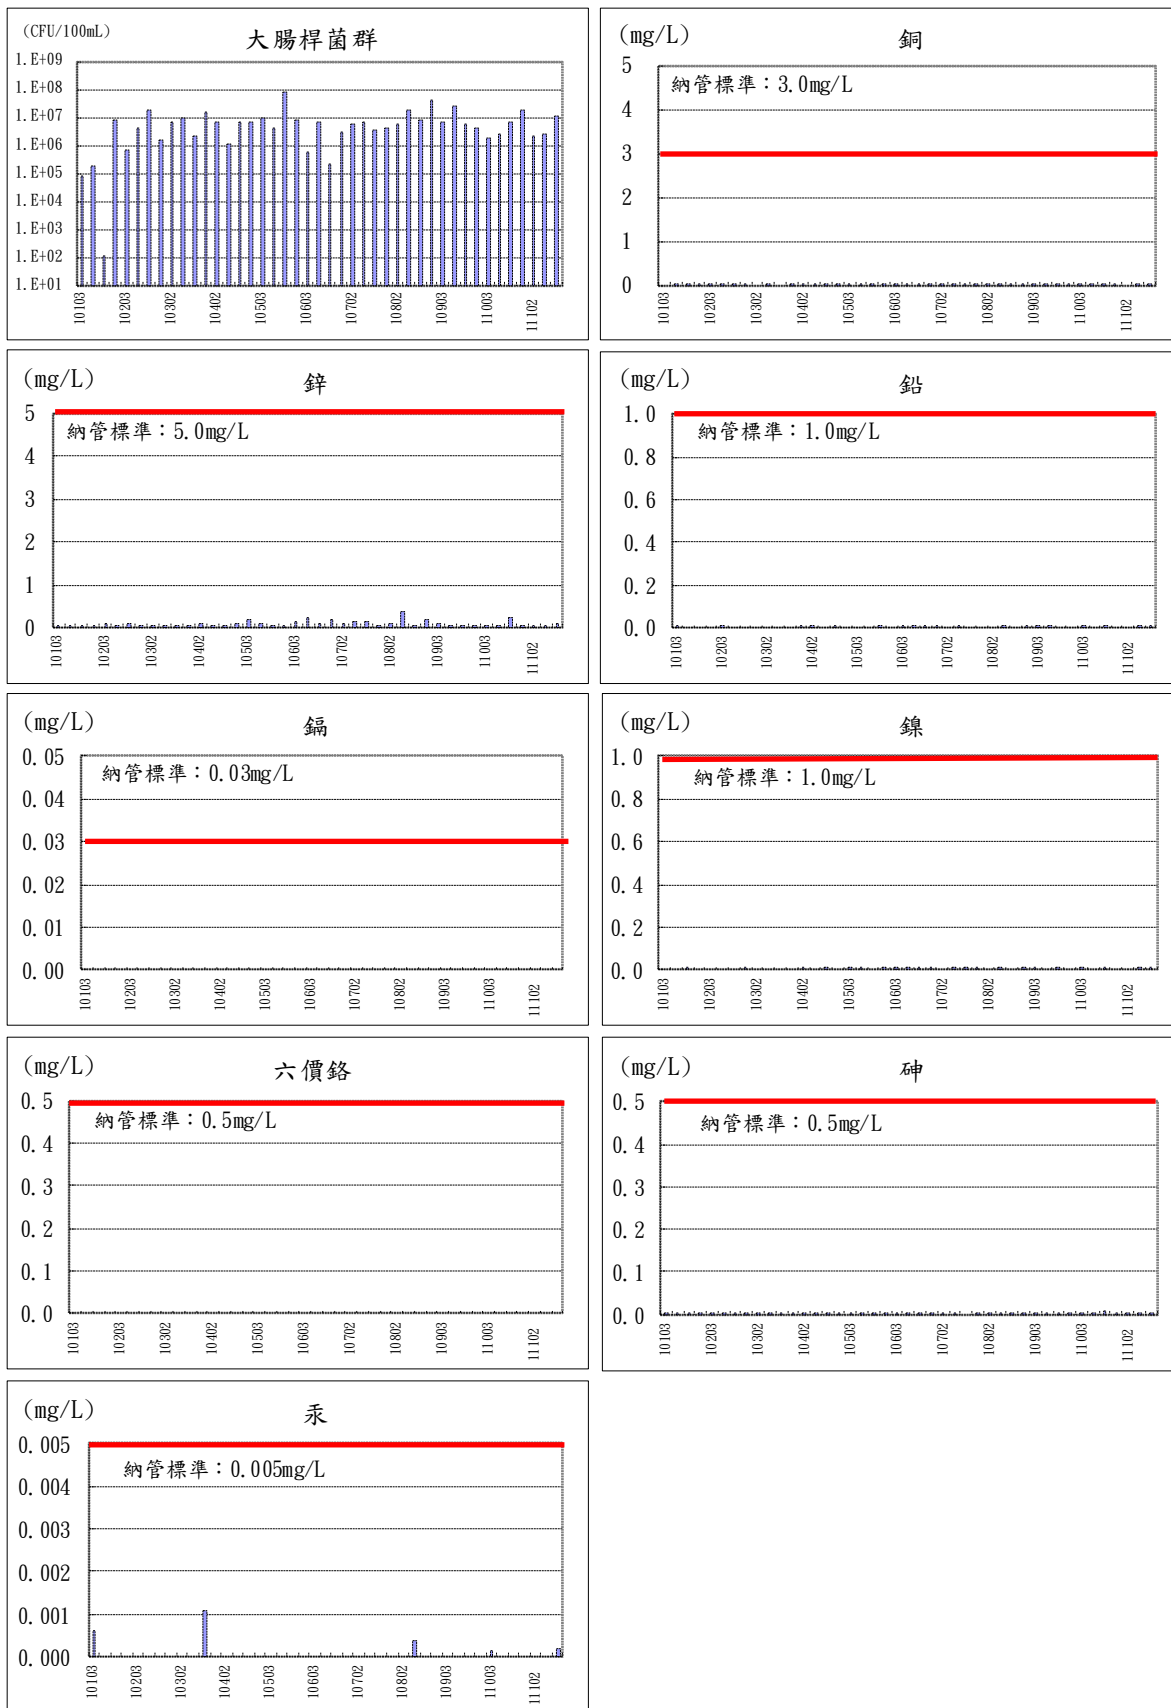 (CFU/100mL)
大腸桿菌群
1.E+09
1.E+08
1.E+07
1.E+06
1.E+05
1.E+04
1.E+03
1.E+02
1.E+01
10103 10203 10302 10402 10503 10603 10702 10802 10903 11003 11102
(mg/L)
銅
納管標準：3.0mg/L
5
4
3
2
1
0
10103 10203 10302 10402 10503 10603 10702 10802 10903 11003 11102
(mg/L)
鋅
納管標準：5.0mg/L
5
4
3
2
1
0
10103 10203 10302 10402 10503 10603 10702 10802 10903 11003 11102
(mg/L)
鉛
納管標準：1.0mg/L
1.0
0.8
0.6
0.4
0.2
0.0
10103 10203 10302 10402 10503 10603 10702 10802 10903 11003 11102
(mg/L)
鎘
納管標準：0.03mg/L
0.05
0.04
0.03
0.02
0.01
0.00
10103 10203 10302 10402 10503 10603 10702 10802 10903 11003 11102
(mg/L)
鎳
納管標準：1.0mg/L
1.0
0.8
0.6
0.4
0.2
0.0
10103 10203 10302 10402 10503 10603 10702 10802 10903 11003 11102
(mg/L)
六價鉻
納管標準：0.5mg/L
0.5
0.4
0.3
0.2
0.1
0.0
10103 10203 10302 10402 10503 10603 10702 10802 10903 11003 11102
(mg/L)
砷
納管標準：0.5mg/L
0.5
0.4
0.3
0.2
0.1
0.0
10103 10203 10302 10402 10503 10603 10702 10802 10903 11003 11102
(mg/L)
汞
納管標準：0.005mg/L
0.005
0.004
0.003
0.002
0.001
0.000
10103 10203 10302 10402 10503 10603 10702 10802 10903 11003 11102